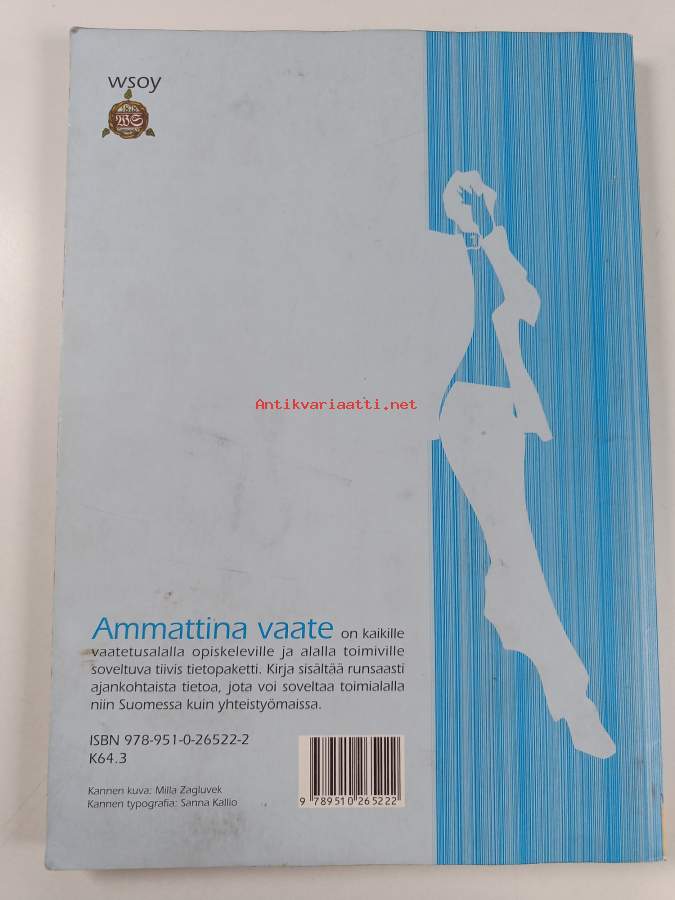 wsoy
1878
WS
Antikvariaatti.net
Ammattina vaate on kaikille
vaatetusalalla opiskeleville ja alalla toimiville
soveltuva tiivis tietopaketti. Kirja sisältää runsaasti
ajankohtaista tietoa, jota voi soveltaa toimialalla
niin Suomessa kuin yhteistyömaissa.
ISBN 978-951-0-26522-2
K64.3
Kannen kuva: Milla Zagluvek
Kannen typografia: Sanna Kallio
9 789510 265222